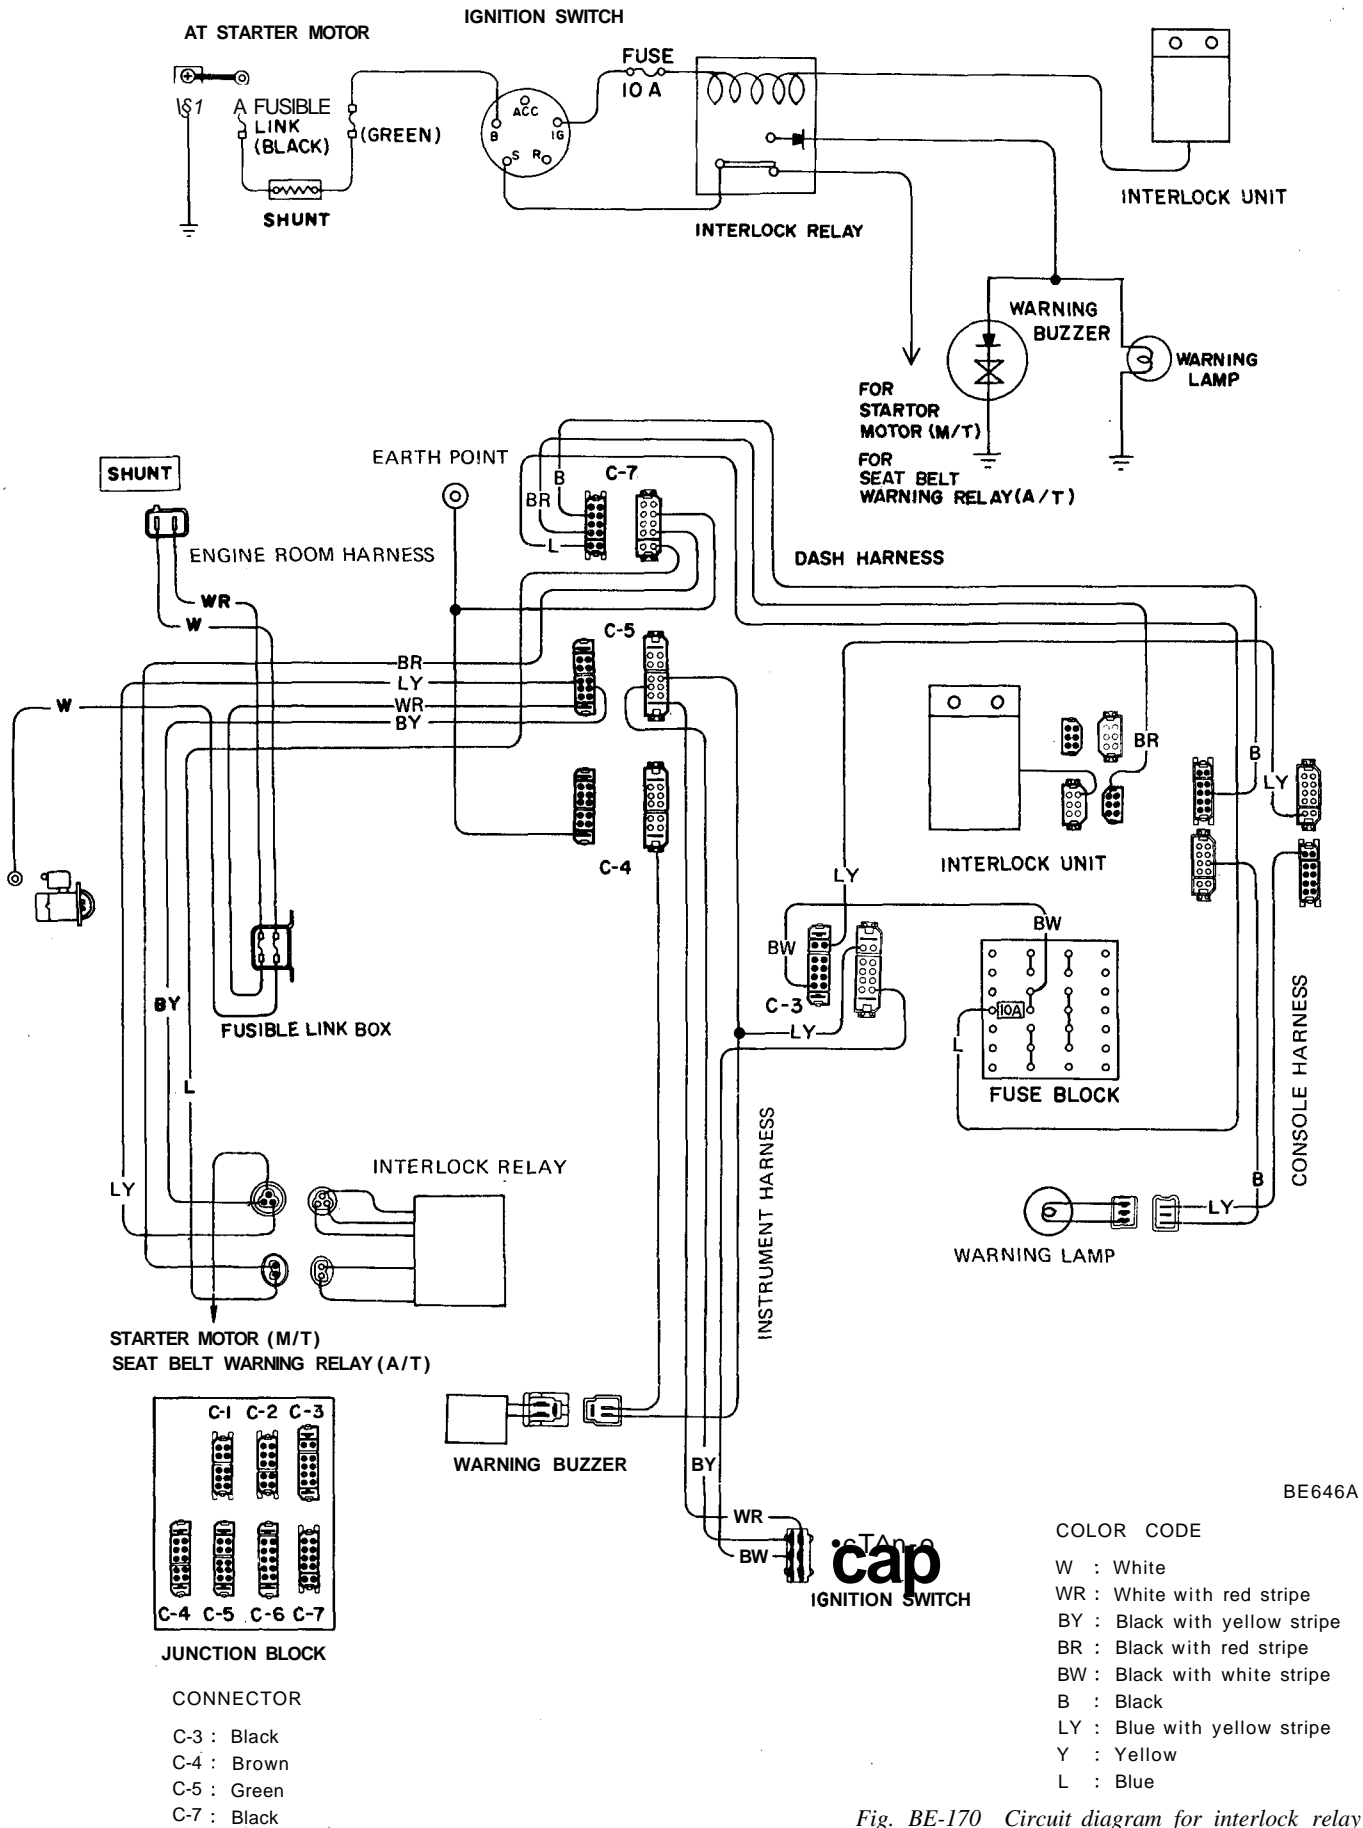 IGNITION SWITCH
AT STARTER MOTOR
FUSE
10 A
A FUSIBLE
LINK
(BLACK)
(GREEN)
ACC
B
IG
S
R
SHUNT
INTERLOCK RELAY
INTERLOCK UNIT
WARNING
BUZZER
WARNING
LAMP
FOR
STARTOR
MOTOR (M/T)
FOR
SEAT BELT
WARNING RELAY (A/T)
EARTH POINT
SHUNT
C-7
B
BR
L
ENGINE ROOM HARNESS
DASH HARNESS
WR
W
C-5
BR
LY
WR
BY
W
BR
B
LY
C-4
INTERLOCK UNIT
LY
BW
BW
C-3
10A
LY
L
BY
FUSIBLE LINK BOX
FUSE BLOCK
CONSOLE HARNESS
L
INSTRUMENT HARNESS
INTERLOCK RELAY
LY
B
LY
WARNING LAMP
STARTER MOTOR (M/T)
SEAT BELT WARNING RELAY (A/T)
C-1 C-2 C-3
WARNING BUZZER
BY
WR
BW
cap
IGNITION SWITCH
C-4 C-5 C-6 C-7
JUNCTION BLOCK
CONNECTOR
C-3 : Black
C-4 : Brown
C-5 : Green
C-7 : Black
BE646A
COLOR CODE
W : White
WR : White with red stripe
BY : Black with yellow stripe
BR : Black with red stripe
BW : Black with white stripe
B : Black
LY : Blue with yellow stripe
Y : Yellow
L : Blue
Fig. BE-170 Circuit diagram for interlock relay